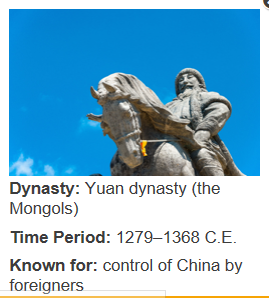 Dynasty: Yuan dynasty (the
Mongols)
Time Period: 1279–1368 C.E.
Known for: control of China by
foreigners